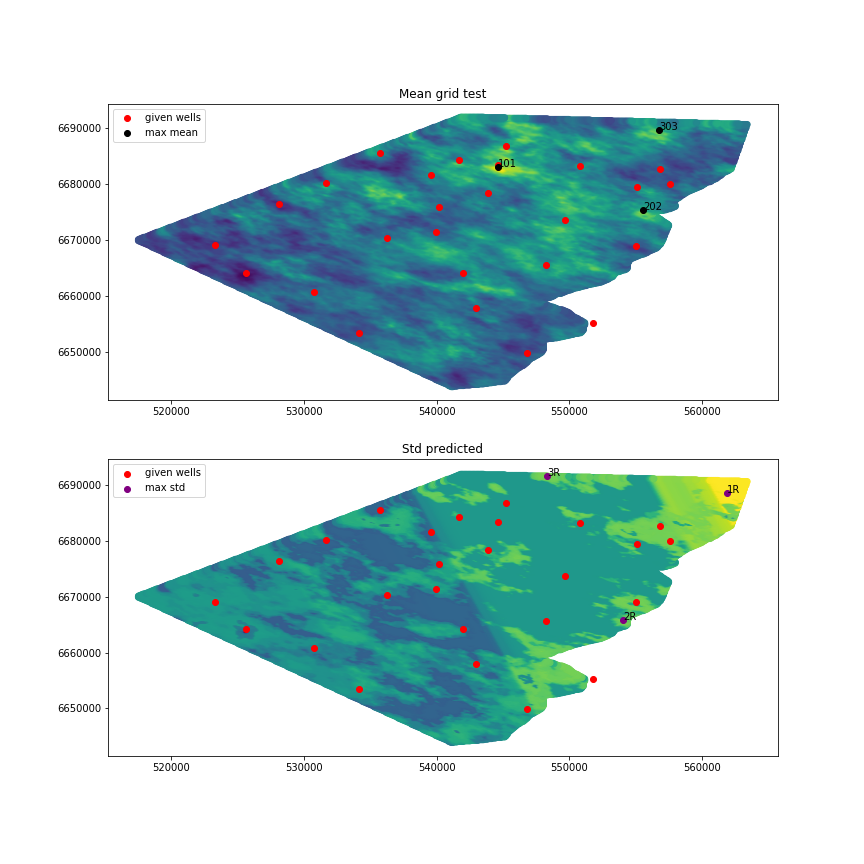 Mean grid test
given wells
max mean
6690000
6680000
6670000
6660000
6650000
303
101
202
520000 530000 540000 550000 560000
Std predicted
given wells
max std
6690000
6680000
6670000
6660000
6650000
3R
1R
2R
520000 530000 540000 550000 560000